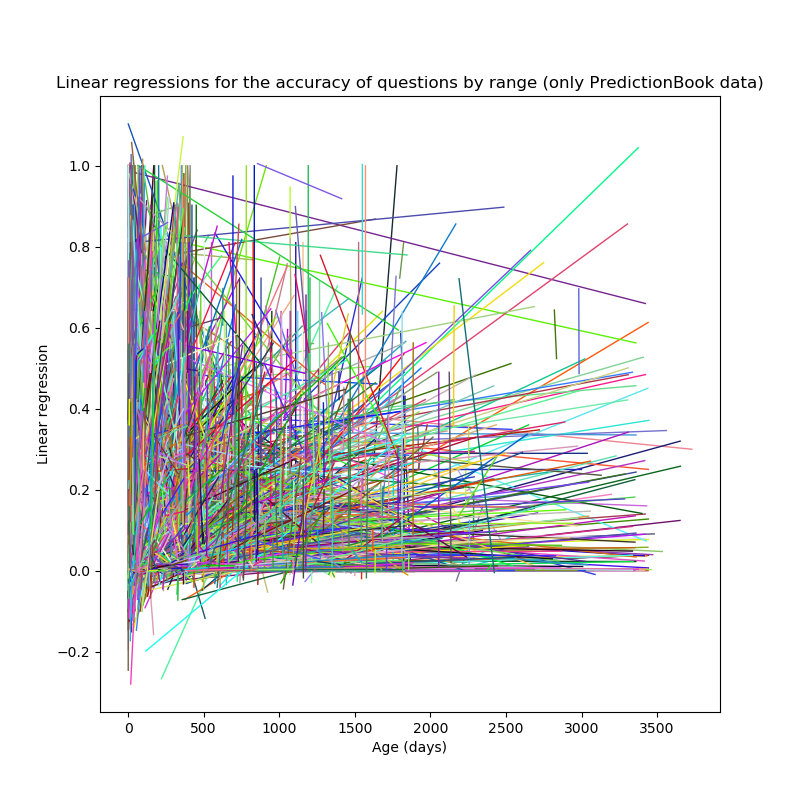 Linear regressions for the accuracy of questions by range (only PredictionBook data)
1.0
0.8
0.6
0.4
0.2
0.0
−0.2
Linear regression
0 500 1000 1500 2000 2500 3000 3500
Age (days)